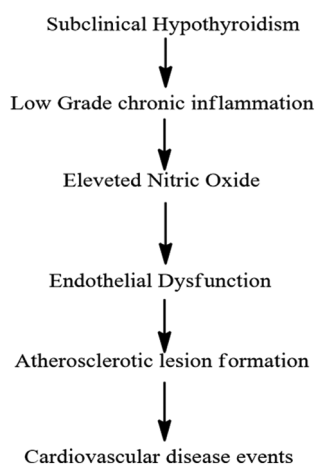 Subclinical Hypothyroidism
Low Grade chronic inflammation
Eleveted Nitric Oxide
Endothelial Dysfunction
Atherosclerotic lesion formation
Cardiovascular disease events